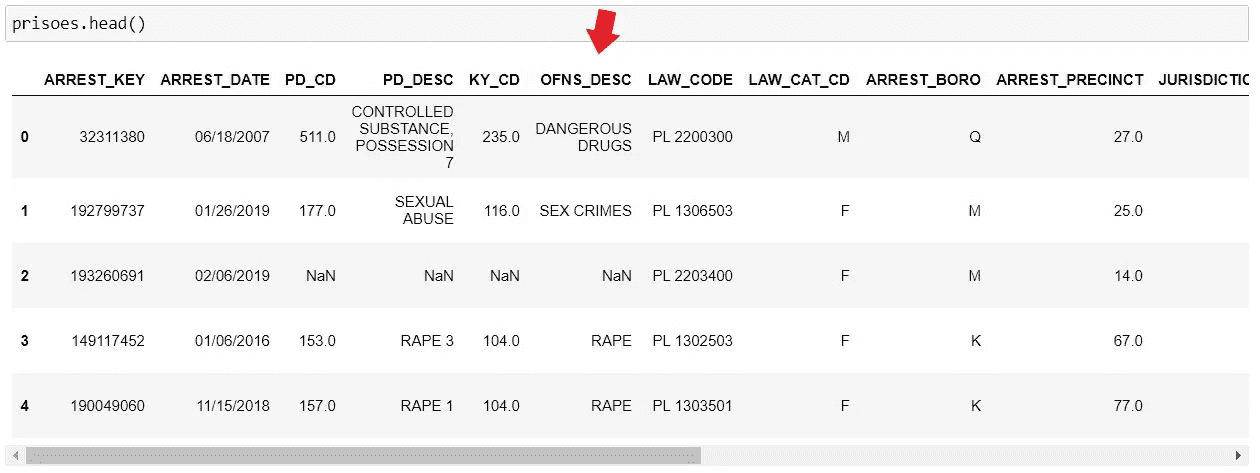 prisoes.head()
ARREST_KEY ARREST_DATE PD_CD PD_DESC KY_CD OFNS_DESC LAW_CODE LAW_CAT_CD ARREST_BORO ARREST_PRECINCT JURISDICTIO
0 32311380 06/18/2007 511.0 CONTROLLED SUBSTANCE, POSSESSION 7 235.0 DANGEROUS DRUGS PL 2200300 M Q 27.0
1 192799737 01/26/2019 177.0 SEXUAL ABUSE 116.0 SEX CRIMES PL 1306503 F M 25.0
2 193260691 02/06/2019 NaN NaN NaN NaN PL 2203400 F M 14.0
3 149117452 01/06/2016 153.0 RAPE 3 104.0 RAPE PL 1302503 F K 67.0
4 190049060 11/15/2018 157.0 RAPE 1 104.0 RAPE PL 1303501 F K 77.0